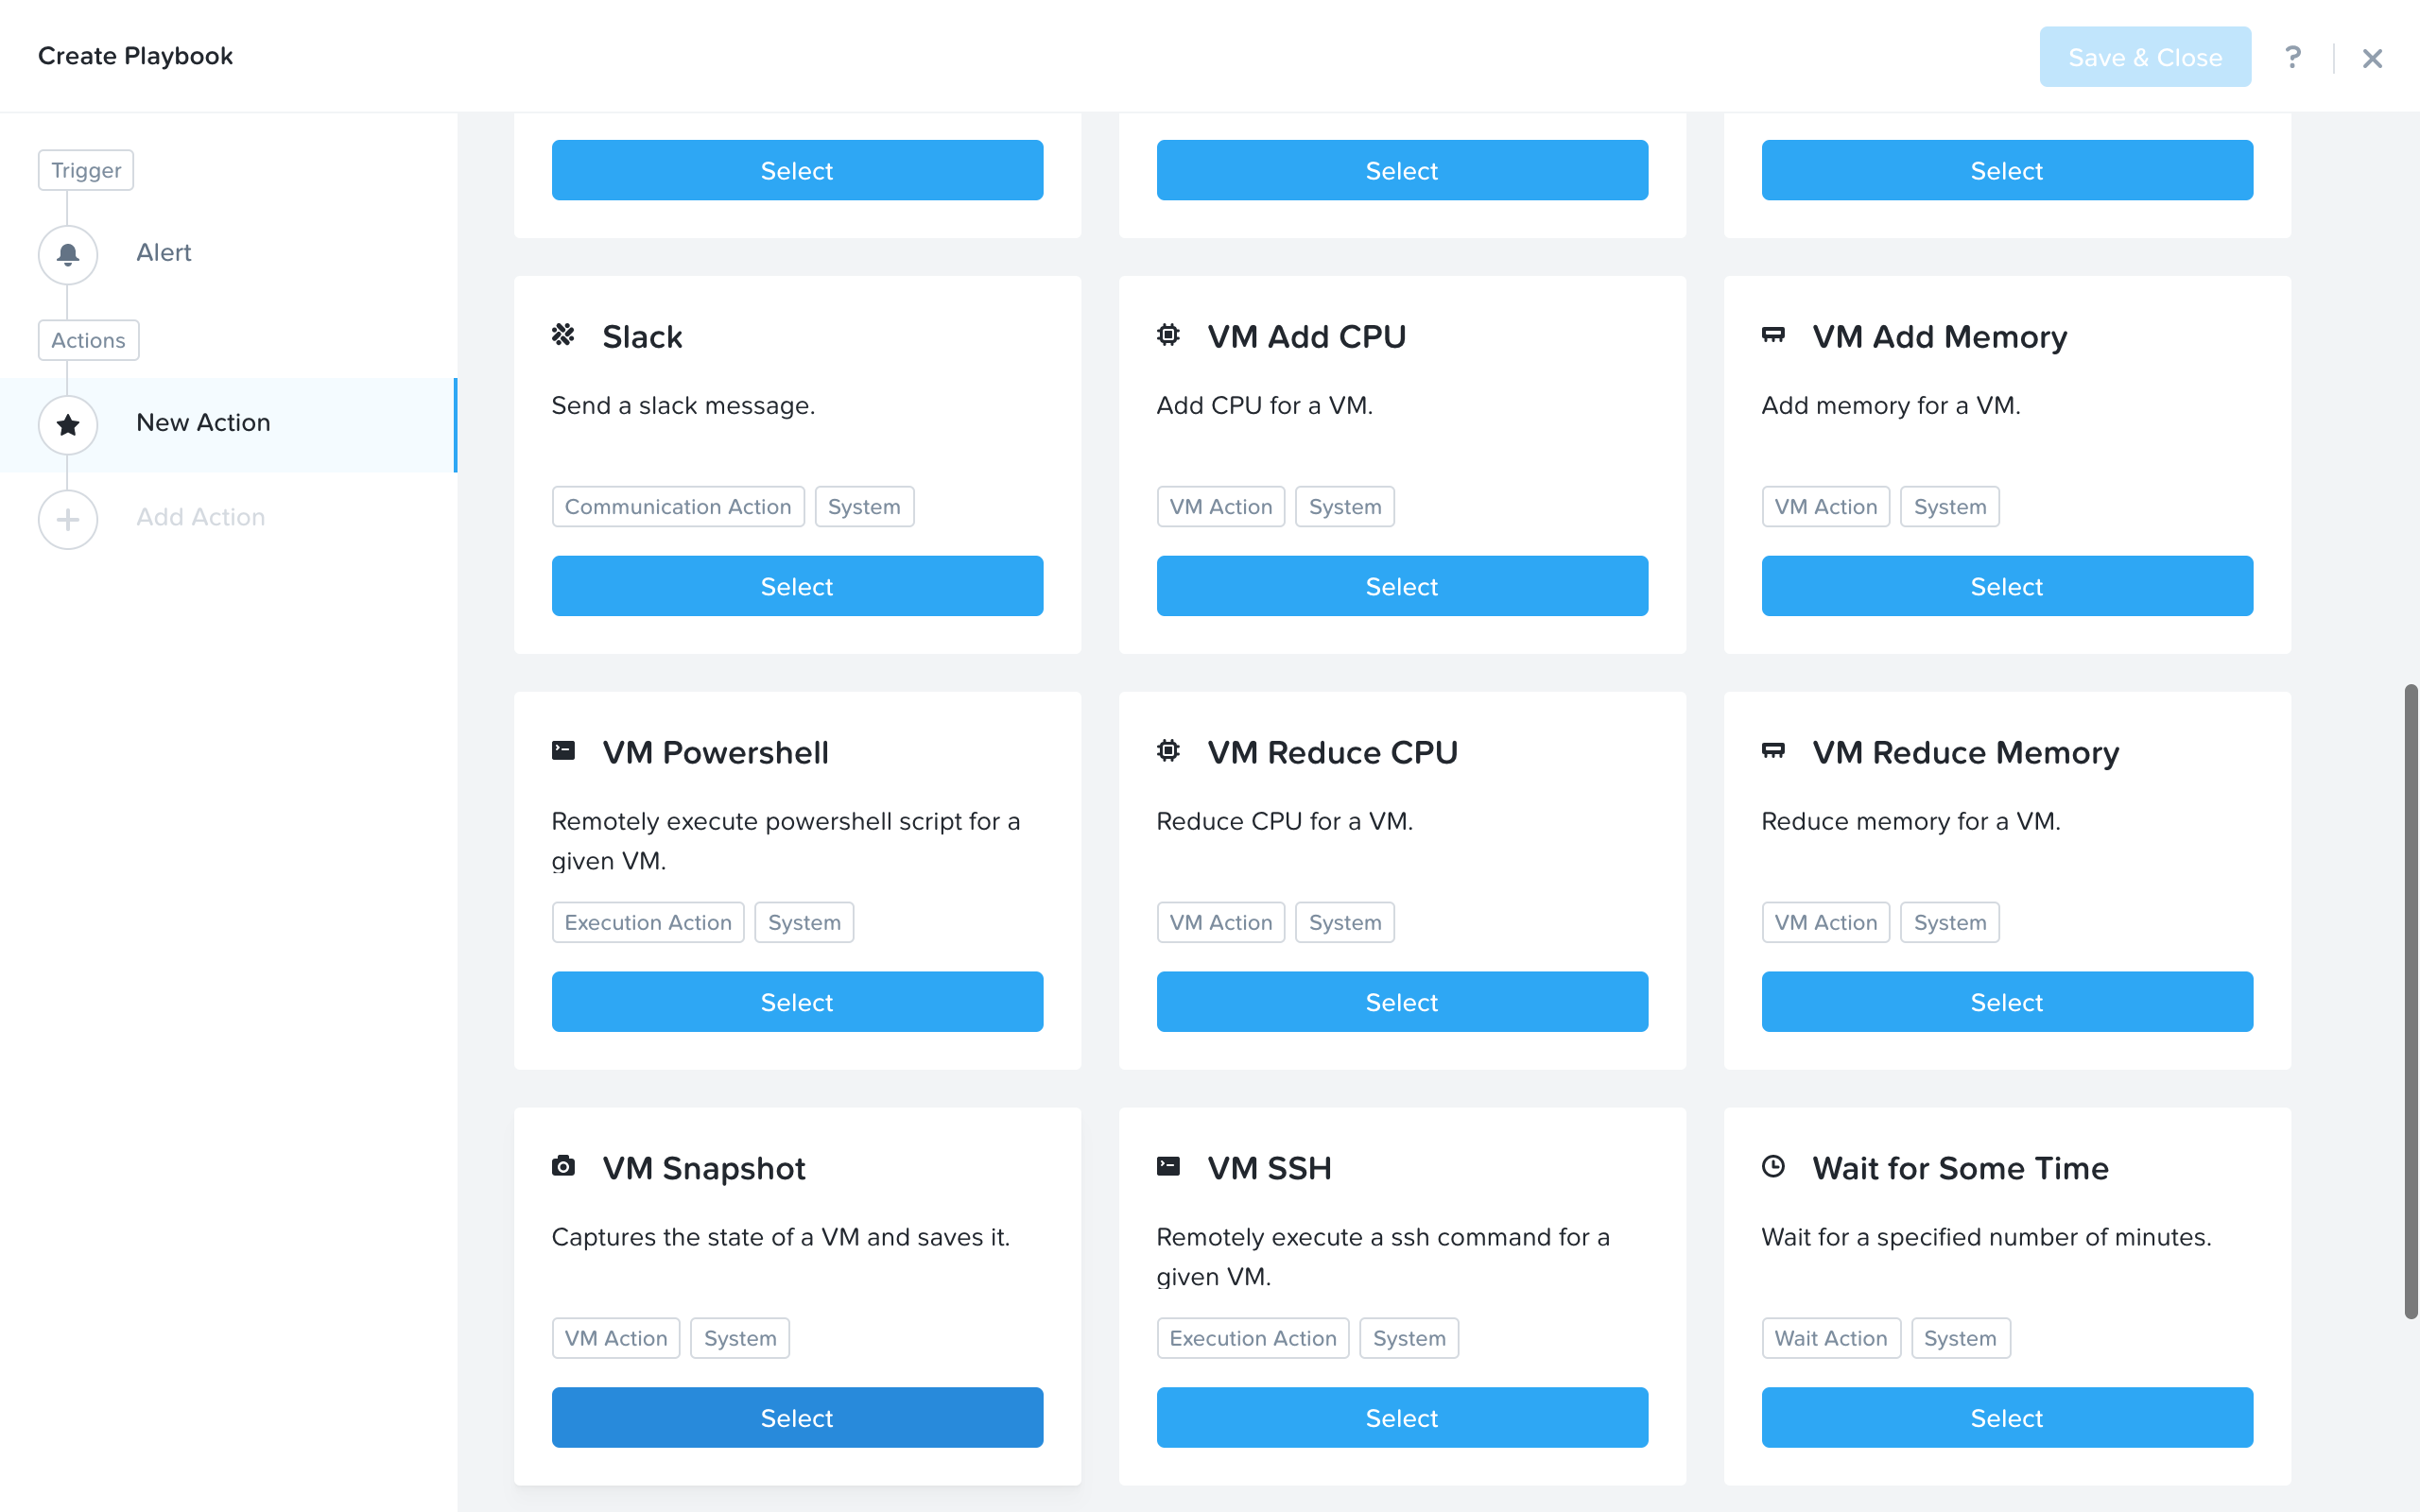 Create Playbook
Save & Close
?
Trigger
Alert
Actions
New Action
Add Action
Select
Select
Select
Slack
Send a slack message.
Communication Action
System
Select
VM Add CPU
Add CPU for a VM.
VM Action
System
Select
VM Add Memory
Add memory for a VM.
VM Action
System
Select
VM Powershell
Remotely execute powershell script for a
given VM.
Execution Action
System
Select
VM Reduce CPU
Reduce CPU for a VM.
VM Action
System
Select
VM Reduce Memory
Reduce memory for a VM.
VM Action
System
Select
VM Snapshot
Captures the state of a VM and saves it.
VM Action
System
Select
VM SSH
Remotely execute a ssh command for a
given VM.
Execution Action
System
Select
Wait for Some Time
Wait for a specified number of minutes.
Wait Action
System
Select